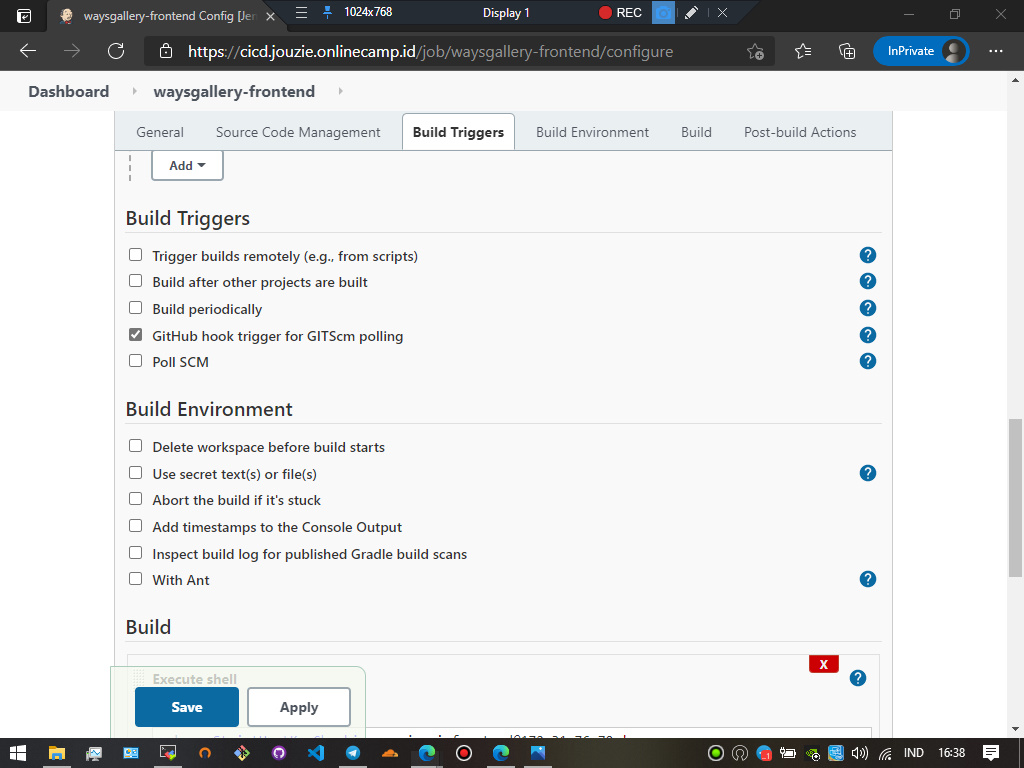 waysgallery-frontend Config [Jen
1024x768
Display 1
REC
https://cicd.jouzie.onlinecamp.id/job/waysgallery-frontend/configure
InPrivate
Dashboard
waysgallery-frontend
General
Source Code Management
Build Triggers
Build Environment
Build
Post-build Actions
Add
Build Triggers
Trigger builds remotely (e.g., from scripts)
?
Build after other projects are built
?
Build periodically
?
GitHub hook trigger for GITScm polling
?
Poll SCM
?
Build Environment
Delete workspace before build starts
Use secret text(s) or file(s)
?
Abort the build if it's stuck
Add timestamps to the Console Output
Inspect build log for published Gradle build scans
With Ant
?
Build
X
Execute shell
?
Save
Apply
IND
16:38